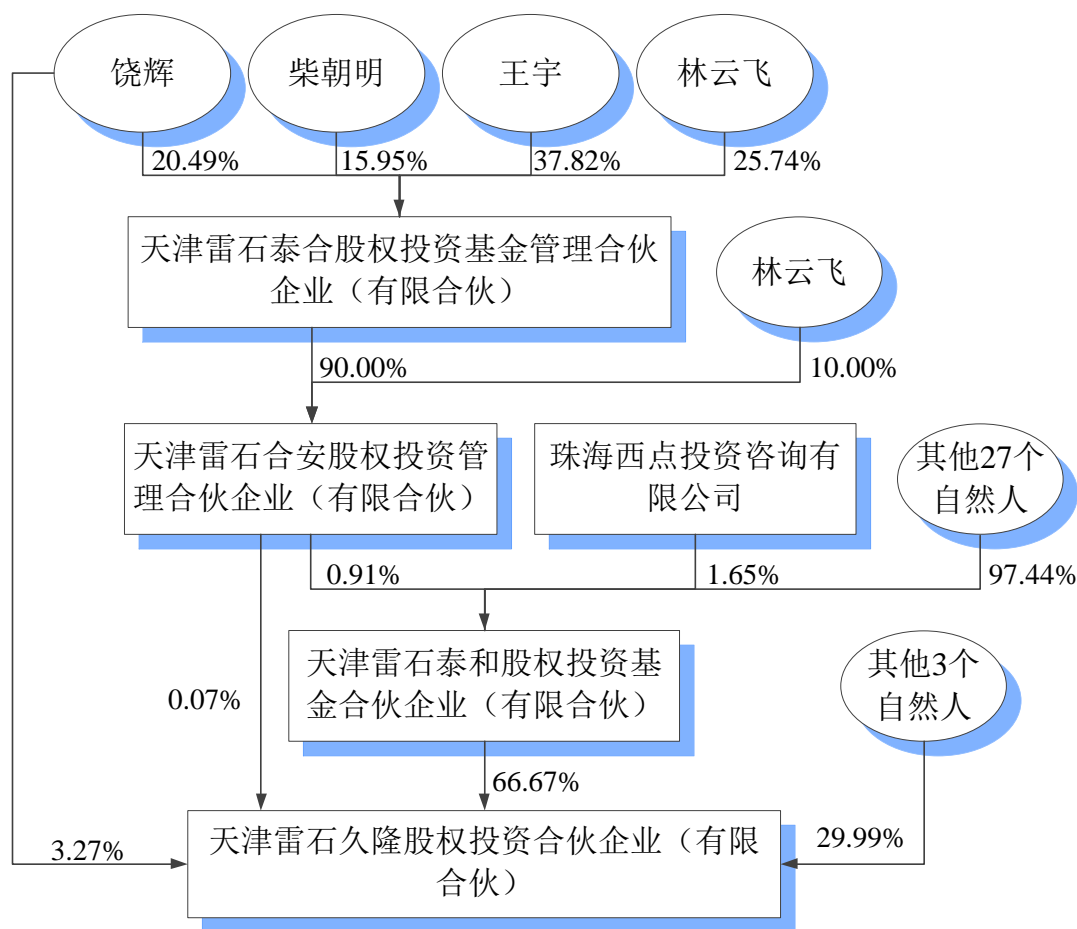 饶辉
柴朝明
王宇
林云飞
20.49%
15.95%
37.82%
25.74%
天津雷石泰合股权投资基金管理合伙
企业（有限合伙）
林云飞
90.00%
10.00%
天津雷石合安股权投资管
理合伙企业（有限合伙）
珠海西点投资咨询有
限公司
其他27个
自然人
0.91%
1.65%
97.44%
天津雷石泰和股权投资基
金合伙企业（有限合伙）
其他3个
自然人
0.07%
66.67%
天津雷石久隆股权投资合伙企业（有限
合伙）
3.27%
29.99%